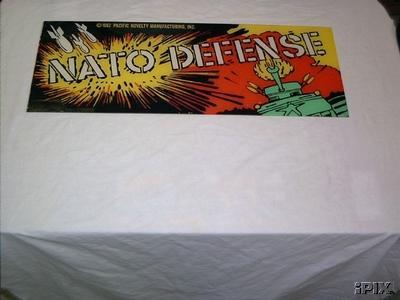 ©1982 PACIFIC NOVELTY MANUFACTURING, INC.
NATO DEFENSE
iPIX